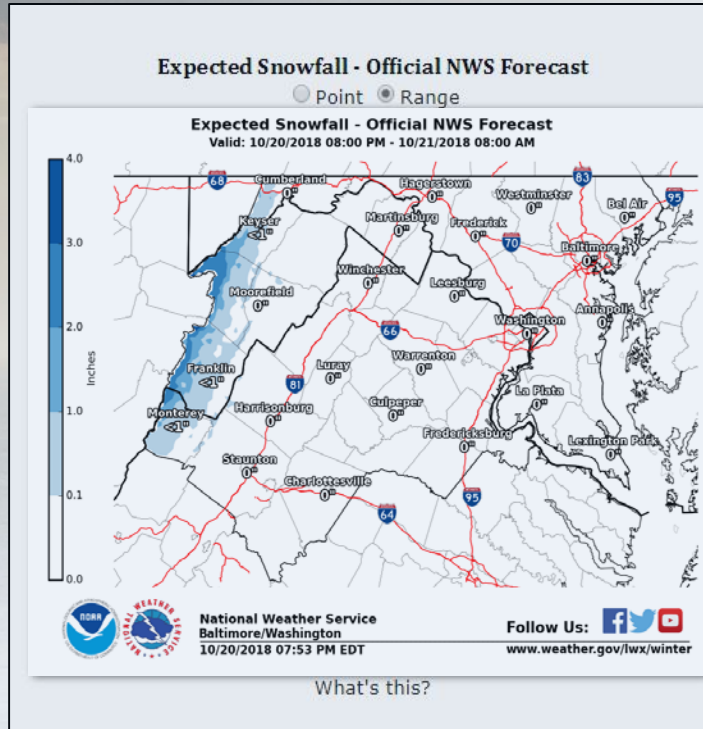 Expected Snowfall - Official NWS Forecast
Point Range
Expected Snowfall - Official NWS Forecast
Valid: 10/20/2018 08:00 PM - 10/21/2018 08:00 AM
4.0
3.0
2.0
1.0
0.1
0.0
Inches
68
83
95
70
66
81
95
64
Cumberland
0"
Hagerstown
0"
Westminster
0"
Bel Air
0"
Keyser
<1"
Martinsburg
0"
Frederick
0"
Baltimore
0"
Winchester
0"
Leesburg
0"
Moorefield
0"
Annapolis
0"
Washington
0"
Franklin
<1"
Luray
0"
Warrenton
0"
La Plata
0"
Monterey
<1"
Harrisonburg
0"
Culpeper
0"
Fredericksburg
0"
Lexington Park
0"
Staunton
0"
Charlottesville
0"
NOAA
NATIONAL WEATHER SERVICE
National Weather Service
Baltimore/Washington
10/20/2018 07:53 PM EDT
Follow Us:
www.weather.gov/lwx/winter
What's this?